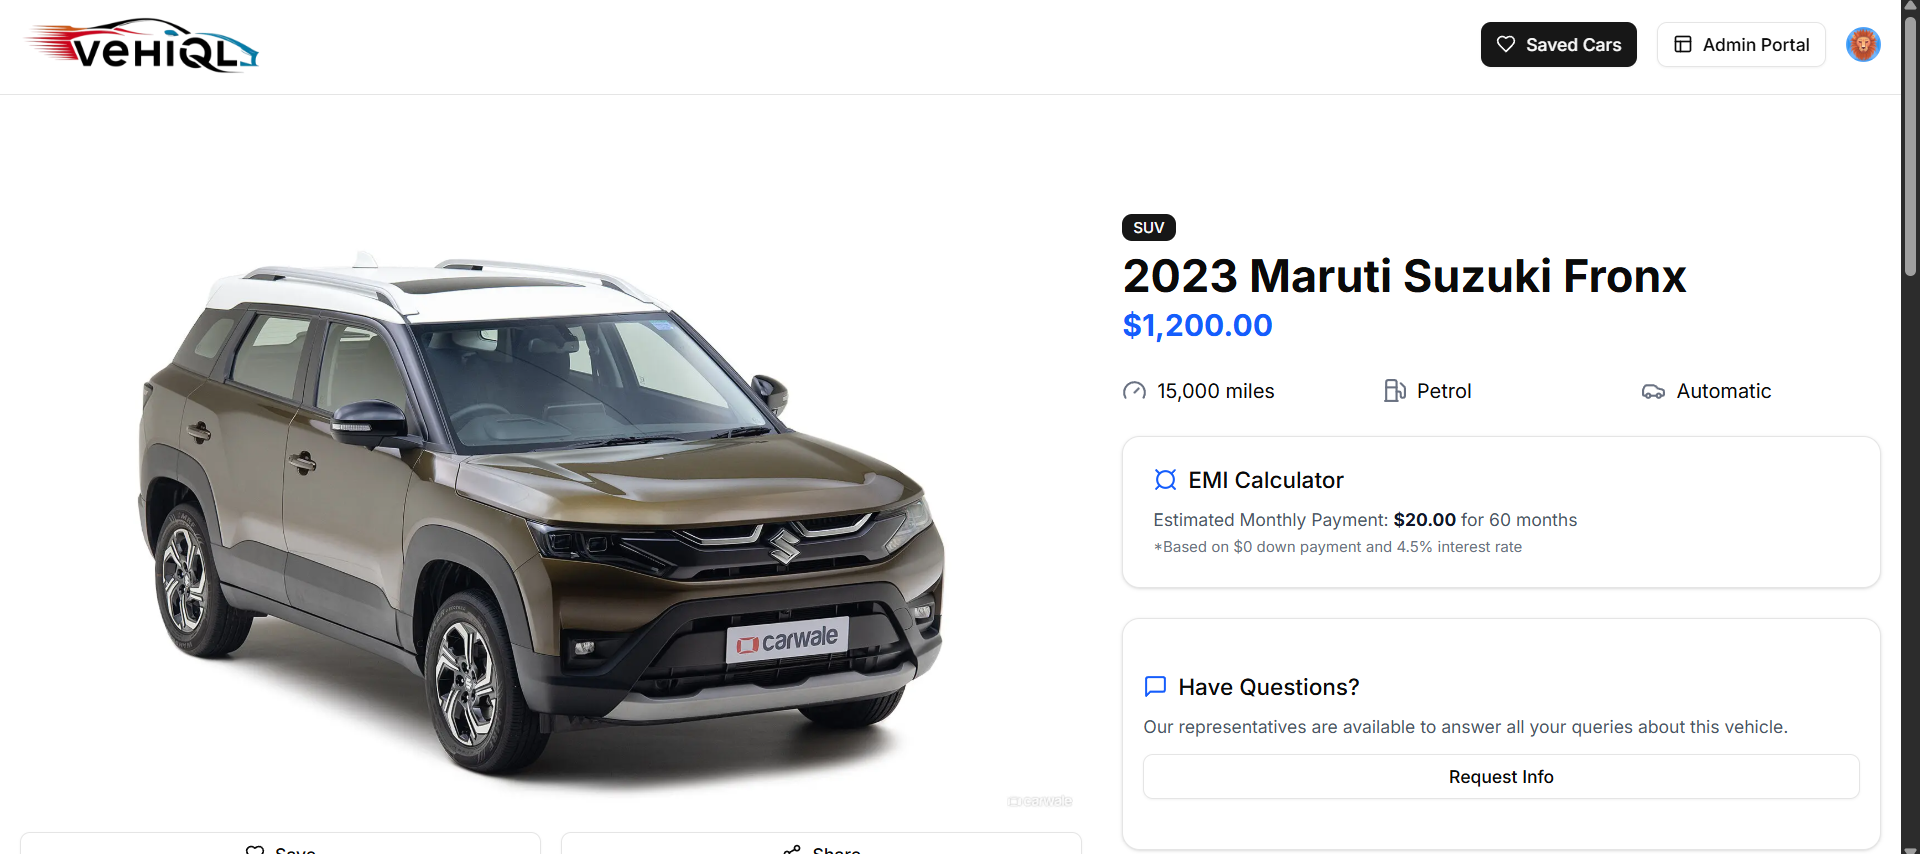 VEHIQL
Saved Cars
Admin Portal
SUV
2023 Maruti Suzuki Fronx
$1,200.00
15,000 miles
Petrol
Automatic
EMI Calculator
Estimated Monthly Payment: $20.00 for 60 months
*Based on $0 down payment and 4.5% interest rate
carwale
Have Questions?
Our representatives are available to answer all your queries about this vehicle.
Request Info
carwale
Save
Share